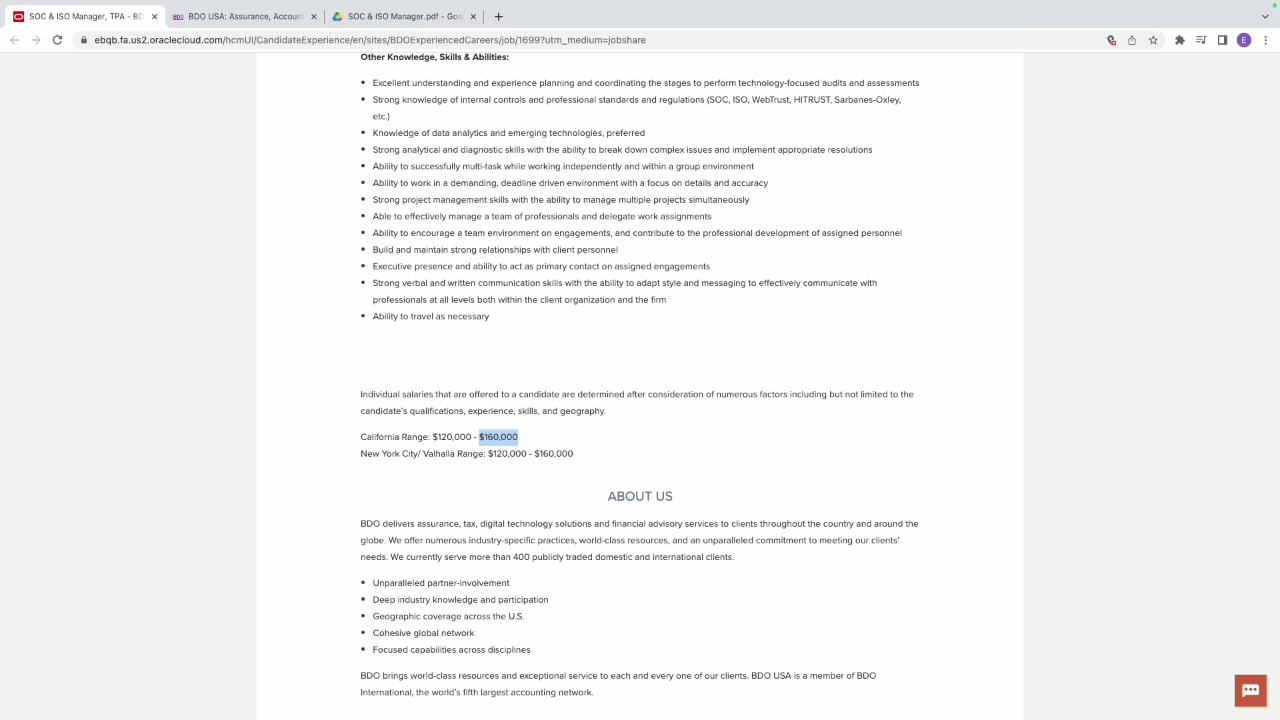 SOC & ISO Manager, TPA - BD
BDO USA: Assurance, Account
SOC & ISO Manager.pdf - Goo
ebqb.fa.us2.oraclecloud.com/hcmUI/CandidateExperience/en/sites/BDOExperiencedCareers/job/1699?utm_medium=jobshare
E
Other Knowledge, Skills & Abilities:
• Excellent understanding and experience planning and coordinating the stages to perform technology-focused audits and assessments
• Strong knowledge of internal controls and professional standards and regulations (SOC, ISO, WebTrust, HITRUST, Sarbanes-Oxley,
etc.)
• Knowledge of data analytics and emerging technologies, preferred
• Strong analytical and diagnostic skills with the ability to break down complex issues and implement appropriate resolutions
• Ability to successfully multi-task while working independently and within a group environment
• Ability to work in a demanding, deadline driven environment with a focus on details and accuracy
• Strong project management skills with the ability to manage multiple projects simultaneously
• Able to effectively manage a team of professionals and delegate work assignments
• Ability to encourage a team environment on engagements, and contribute to the professional development of assigned personnel
• Build and maintain strong relationships with client personnel
• Executive presence and ability to act as primary contact on assigned engagements
• Strong verbal and written communication skills with the ability to adapt style and messaging to effectively communicate with
professionals at all levels both within the client organization and the firm
• Ability to travel as necessary
Individual salaries that are offered to a candidate are determined after consideration of numerous factors including but not limited to the
candidate's qualifications, experience, skills, and geography.
California Range: $120,000 - $160,000
New York City/ Valhalla Range: $120,000 - $160,000
ABOUT US
BDO delivers assurance, tax, digital technology solutions and financial advisory services to clients throughout the country and around the
globe. We offer numerous industry-specific practices, world-class resources, and an unparalleled commitment to meeting our clients'
needs. We currently serve more than 400 publicly traded domestic and international clients.
• Unparalleled partner-involvement
• Deep industry knowledge and participation
• Geographic coverage across the U.S.
• Cohesive global network
• Focused capabilities across disciplines
BDO brings world-class resources and exceptional service to each and every one of our clients. BDO USA is a member of BDO
International, the world's fifth largest accounting network.